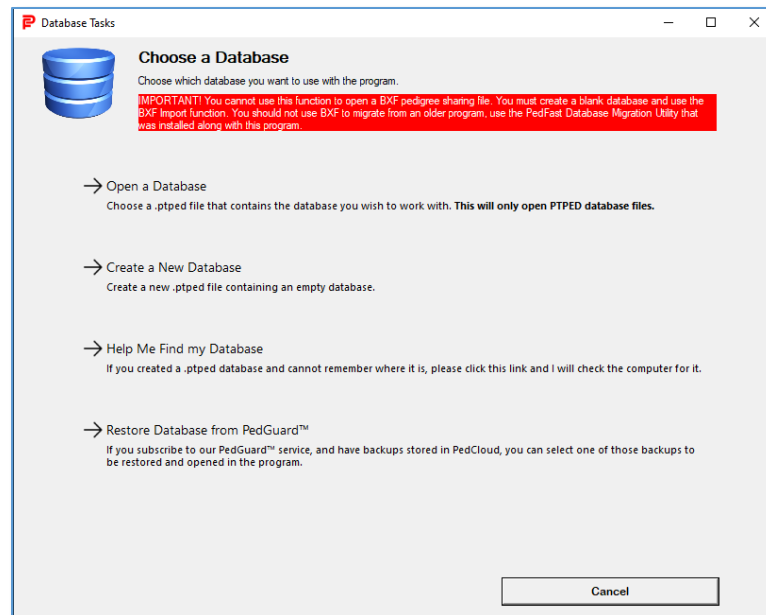 Database Tasks
Choose a Database
Choose which database you want to use with the program.
IMPORTANT! You cannot use this function to open a BXF pedigree sharing file. You must create a blank database and use the
BXF Import function. You should not use BXF to migrate from an older program, use the PedFast Database Migration Utility that
was installed along with this program.
Open a Database
Choose a .ptped file that contains the database you wish to work with. This will only open PTPED database files.
Create a New Database
Create a new .ptped file containing an empty database.
Help Me Find my Database
If you created a .ptped database and cannot remember where it is, please click this link and I will check the computer for it.
Restore Database from PedGuard™
If you subscribe to our PedGuard™ service, and have backups stored in PedCloud, you can select one of those backups to
be restored and opened in the program.
Cancel